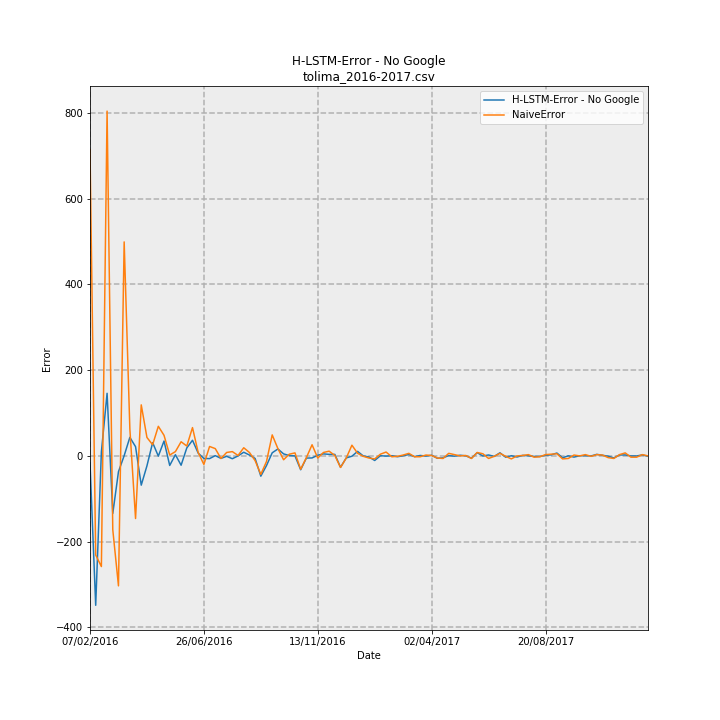 H-LSTM-Error - No Google
tolima_2016-2017.csv
H-LSTM-Error - No Google
NaiveError
800
600
400
200
0
−200
−400
Error
07/02/2016
26/06/2016
13/11/2016
02/04/2017
20/08/2017
Date